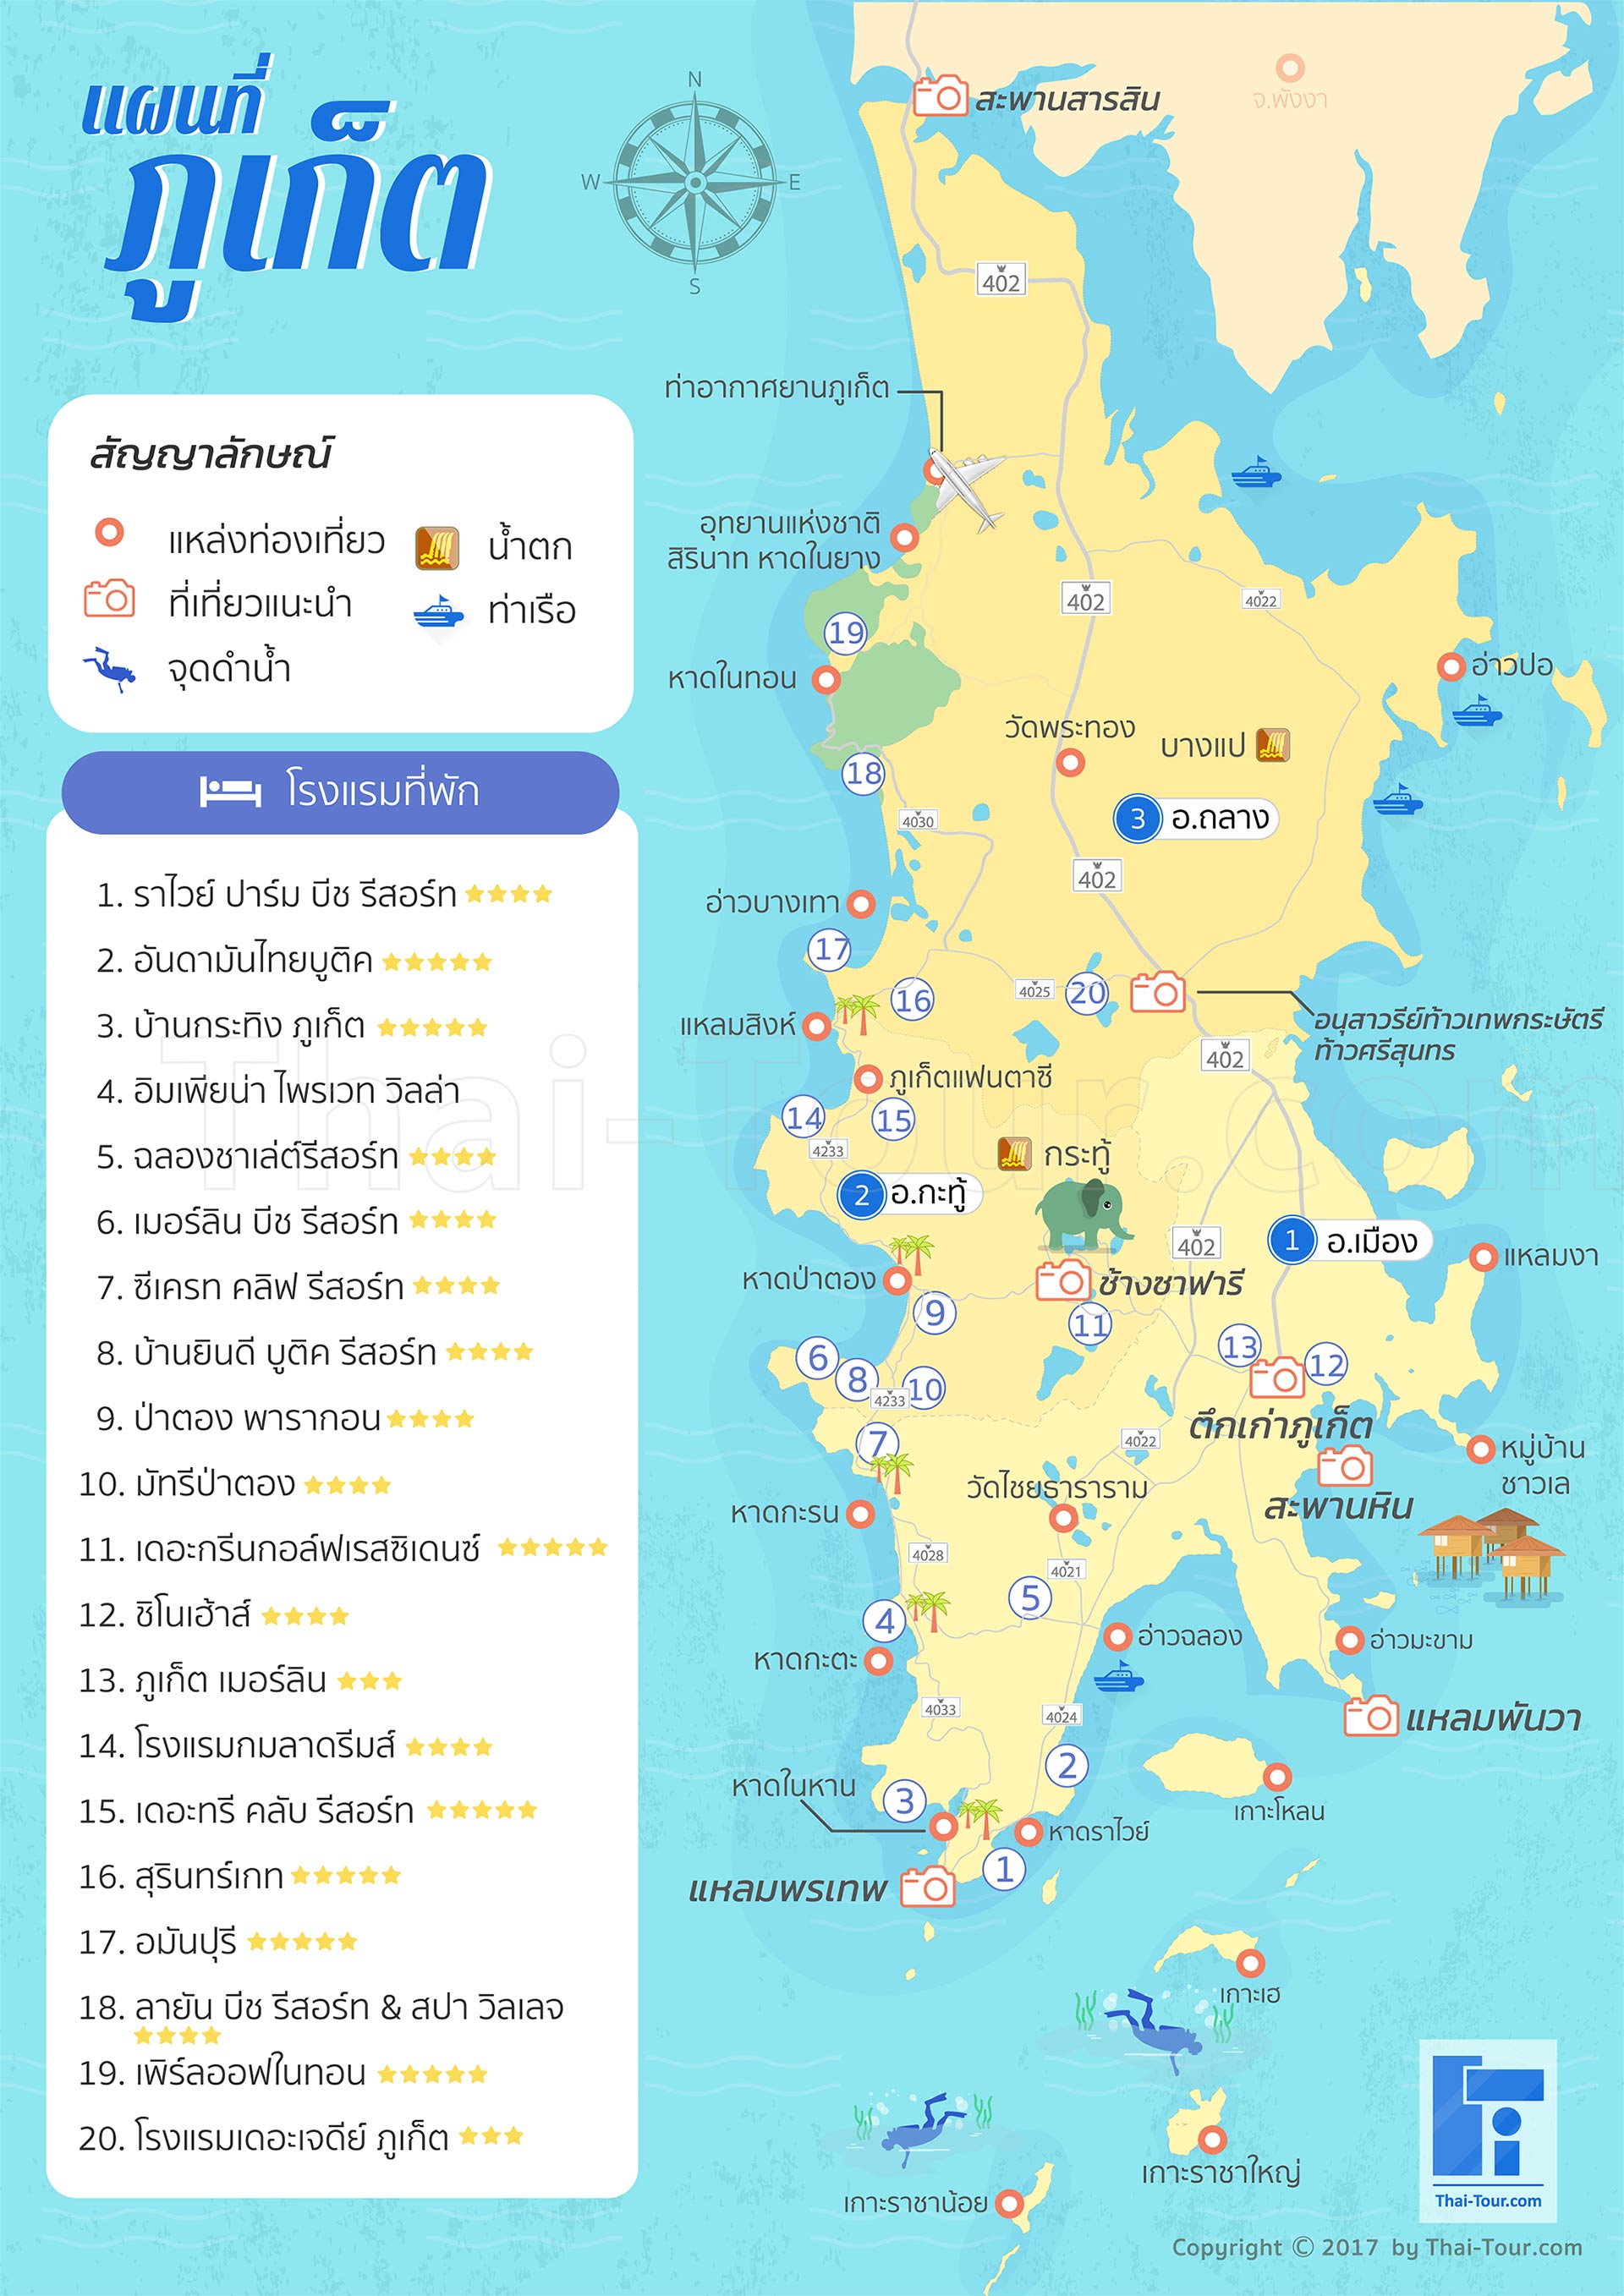 แผนที่
ภูเก็ต
N
W
E
S
สัญญาลักษณ์
แหล่งท่องเที่ยว
น้ำตก
ที่เที่ยวแนะนำ
ท่าเรือ
จุดดำน้ำ
โรงแรมที่พัก
1. ราไวย์ ปาร์ม บีช รีสอร์ท
2. อันดามันไทยบูติค
3. บ้านกระทิง ภูเก็ต
4. อิมเพียน่า ไพรเวท วิลล่า
5. ฉลองชาเล่ต์รีสอร์ท
6. เมอร์ลิน บีช รีสอร์ท
7. ซีเครท คลิฟ รีสอร์ท
8. บ้านยินดี บูติค รีสอร์ท
9. ป่าตอง พารากอน
10. มัทรีป่าตอง
11. เดอะกรีนกอล์ฟเรสซิเดนซ์
12. ชิโนเฮ้าส์
13. ภูเก็ต เมอร์ลิน
14. โรงแรมกมลาดรีมส์
15. เดอะทรี คลับ รีสอร์ท
16. สุรินทร์เกท
17. อมันปุรี
18. ลายัน บีช รีสอร์ท & สปา วิลเลจ
19. เพิร์ลออฟในทอน
20. โรงแรมเดอะเจดีย์ ภูเก็ต
สะพานสารสิน
จ.พังงา
402
ท่าอากาศยานภูเก็ต
อุทยานแห่งชาติ
สิรินาท หาดในยาง
402
4022
19
หาดในทอน
อ่าวปอ
วัดพระทอง
บางแป
18
4030
3 อ.ถลาง
402
อ่าวบางเทา
17
16
4025
20
แหลมสิงห์
อนุสาวรีย์ท้าวเทพกระษัตรี
ท้าวศรีสุนทร
402
ภูเก็ตแฟนตาซี
14
15
4233
กระทู้
2 อ.กะทู้
402
1 อ.เมือง
แหลมงา
หาดป่าตอง
ช้างซาฟารี
9
11
6
8
10
13
12
4233
ตึกเก่าภูเก็ต
7
4022
หมู่บ้าน
ชาวเล
วัดไชยธาราราม
สะพานหิน
หาดกะรน
4028
4021
5
4
อ่าวฉลอง
อ่าวมะขาม
หาดกะตะ
4033
4024
แหลมพันวา
2
หาดในหาน
3
เกาะโหลน
หาดราไวย์
1
แหลมพรเทพ
เกาะเฮ
เกาะราชาใหญ่
เกาะราชาน้อย
Thai-Tour.com
Thai-Tour.com
Copyright © 2017 by Thai-Tour.com